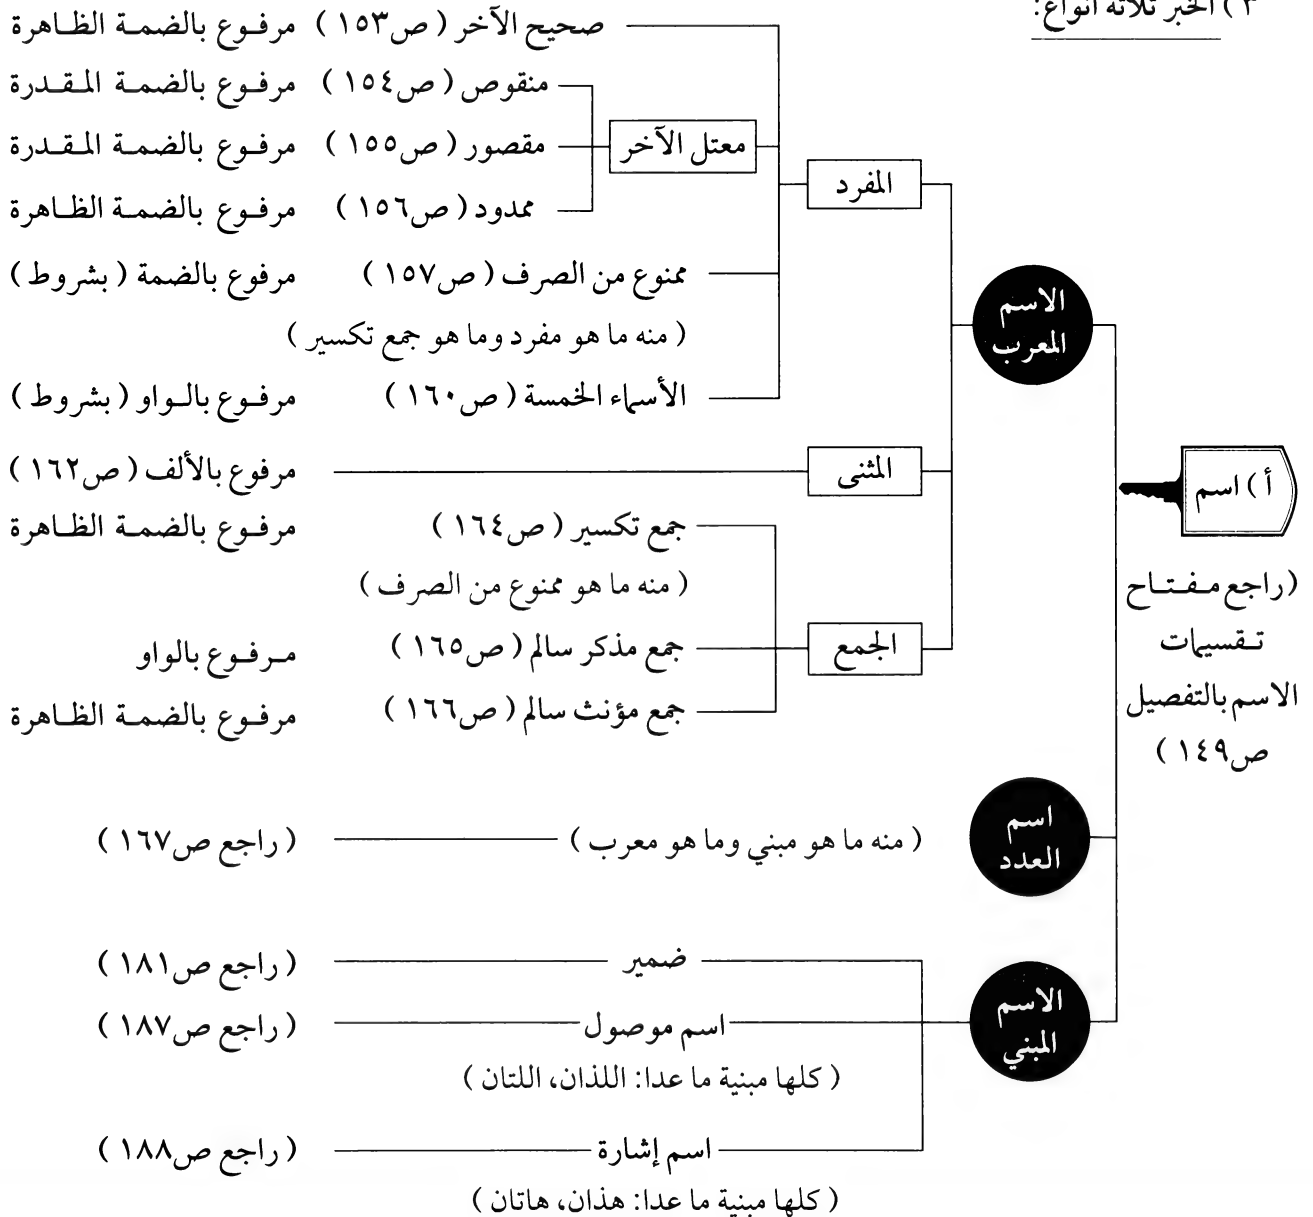 ٣ ) الخبر ثلاثة أنواع:
صحيح الآخر ( ص١٥٣ ) مرفوع بالضمة الظاهرة
منقوص ( ص١٥٤ ) مرفوع بالضمة المقدرة
معتل الآخر
مقصور ( ص١٥٥ ) مرفوع بالضمة المقدرة
المفرد
ممدود ( ص١٥٦ ) مرفوع بالضمة الظاهرة
ممنوع من الصرف ( ص١٥٧ ) مرفوع بالضمة ( بشروط )
الاسم
المعرب
( منه ما هو مفرد وما هو جمع تكسير )
الأسماء الخمسة ( ص١٦٠ ) مرفوع بالواو ( بشروط )
المثنى
مرفوع بالألف ( ص١٦٢ )
أ ) اسم
جمع تكسير ( ص١٦٤ ) مرفوع بالضمة الظاهرة
( منه ما هو ممنوع من الصرف )
(راجع مفتاح
تقسيمات
الاسم بالتفصيل
ص١٤٩ )
الجمع
جمع مذكر سالم ( ص١٦٥ ) مرفوع بالواو
جمع مؤنث سالم ( ص١٦٦ ) مرفوع بالضمة الظاهرة
اسم
العدد
( منه ما هو مبني وما هو معرب ) ( راجع ص١٦٧ )
ضمير ( راجع ص١٨١ )
الاسم
المبني
اسم موصول ( راجع ص١٨٧ )
( كلها مبنية ما عدا: اللذان، اللتان )
اسم إشارة ( راجع ص١٨٨ )
( كلها مبنية ما عدا: هذان، هاتان )